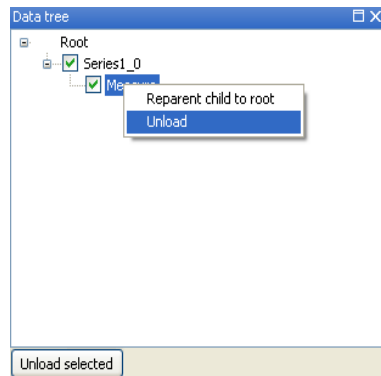 Data tree
Root
Series1_0
Reparent child to root
Unload
Unload selected